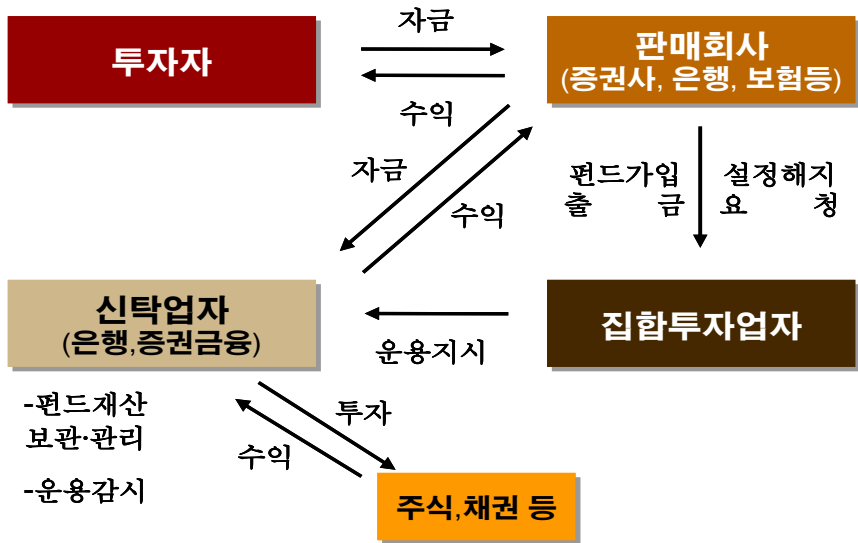 자금
투자자
판매회사
(증권사, 은행, 보험등)
수익
자금
수익
펀드가입
출 금
설정해지
요 청
신탁업자
(은행,증권금융)
집합투자업자
운용지시
-펀드재산
보관·관리
-운용감시
투자
수익
주식,채권 등